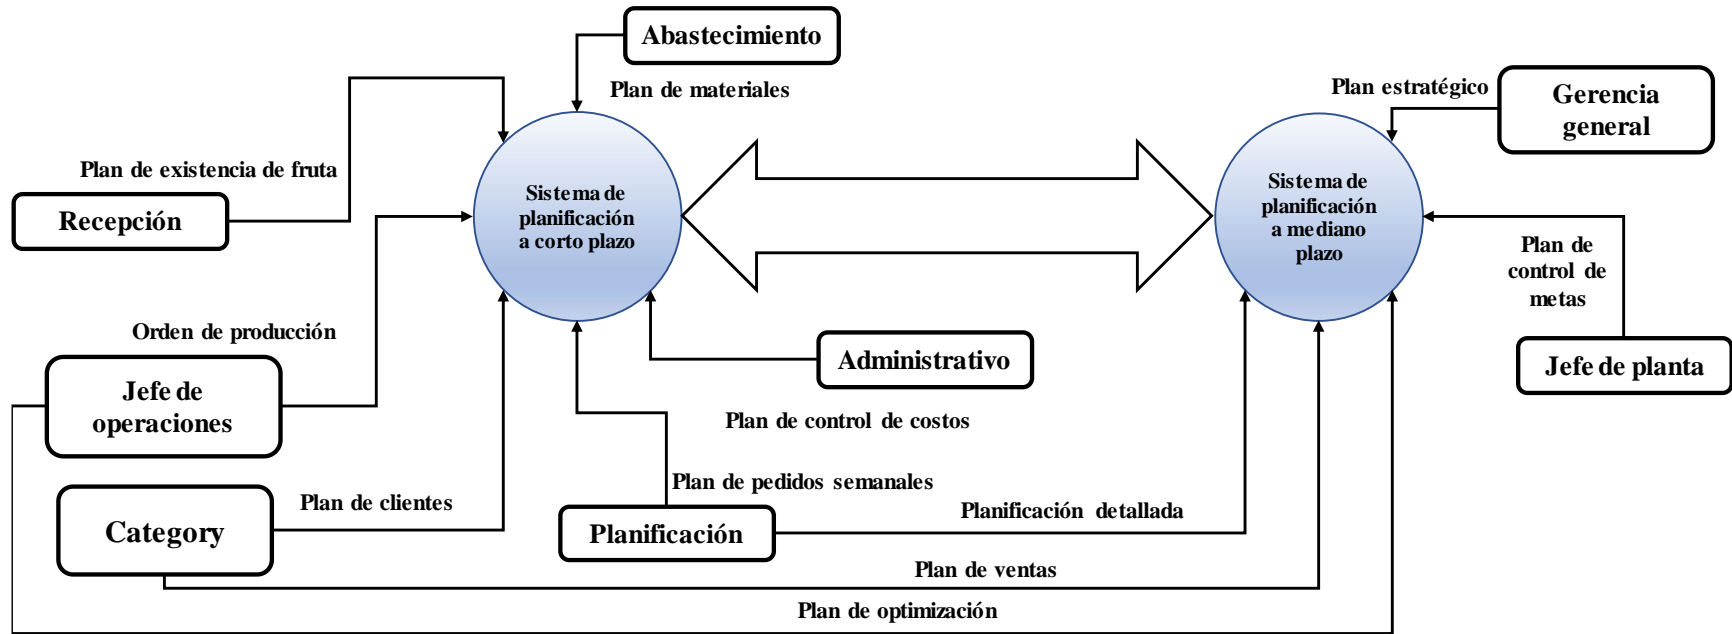 Abastecimiento
Plan de materiales
Plan estratégico
Gerencia
general
Plan de existencia de fruta
Recepción
Sistema de
planificación
a corto plazo
Sistema de
planificación
a mediano
plazo
Plan de
control de
metas
Orden de producción
Jefe de
operaciones
Administrativo
Jefe de planta
Plan de control de costos
Plan de clientes
Category
Plan de pedidos semanales
Planificación
Planificación detallada
Plan de ventas
Plan de optimización